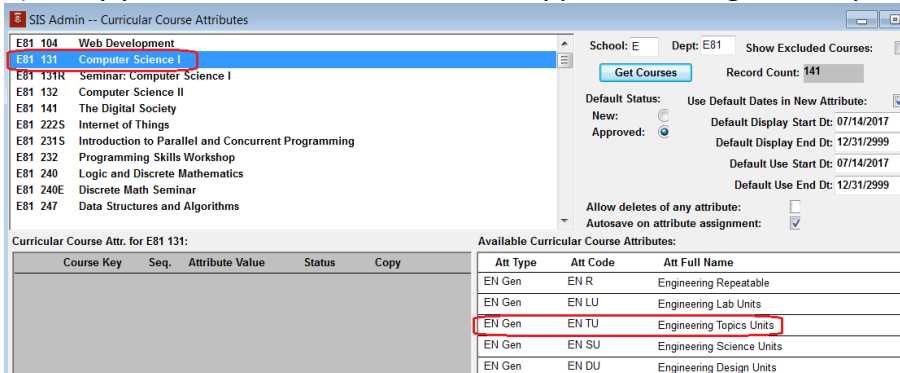 SIS Admin -- Curricular Course Attributes
E81 104 Web Development
E81 131 Computer Science I
E81 131R Seminar: Computer Science I
E81 132 Computer Science II
E81 141 The Digital Society
E81 222S Internet of Things
E81 231S Introduction to Parallel and Concurrent Programming
E81 232 Programming Skills Workshop
E81 240 Logic and Discrete Mathematics
E81 240E Discrete Math Seminar
E81 247 Data Structures and Algorithms
School: E Dept: E81 Show Excluded Courses:
Get Courses Record Count: 141
Default Status: Use Default Dates in New Attribute:
New: Default Display Start Dt: 07/14/2017
Approved: Default Display End Dt: 12/31/2999
Default Use Start Dt: 07/14/2017
Default Use End Dt: 12/31/2999
Allow deletes of any attribute:
Autosave on attribute assignment:
Curricular Course Attr. for E81 131:
Course Key Seq. Attribute Value Status Copy
Available Curricular Course Attributes:
Att Type Att Code Att Full Name
EN Gen EN R Engineering Repeatable
EN Gen EN LU Engineering Lab Units
EN Gen EN TU Engineering Topics Units
EN Gen EN SU Engineering Science Units
EN Gen EN DU Engineering Design Units